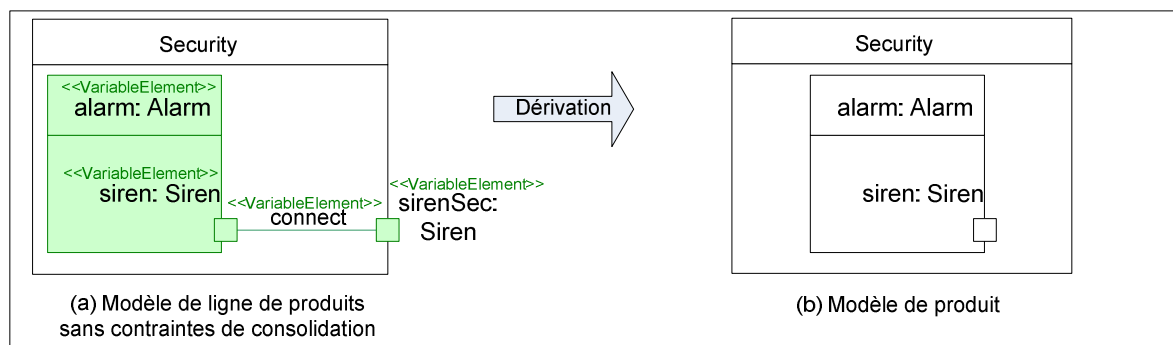 Security
<<VariableElement>>
alarm: Alarm
<<VariableElement>>
siren: Siren
<<VariableElement>>
connect
<<VariableElement>>
sirenSec:
Siren
(a) Modèle de ligne de produits
sans contraintes de consolidation
Dérivation
Security
alarm: Alarm
siren: Siren
(b) Modèle de produit